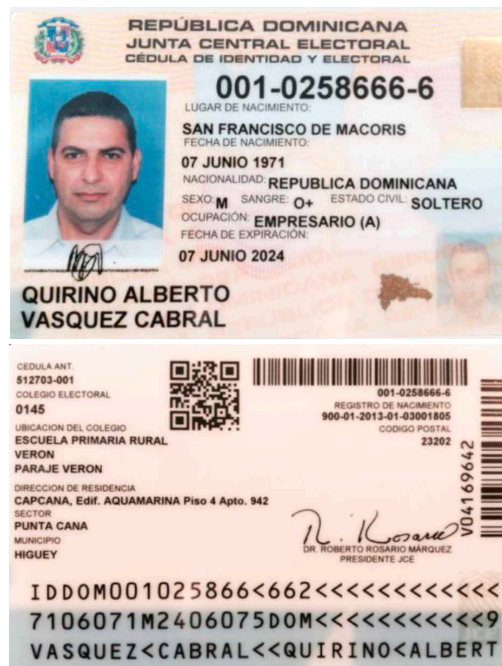 REPÚBLICA DOMINICANA
JUNTA CENTRAL ELECTORAL
CÉDULA DE IDENTIDAD Y ELECTORAL
001-0258666-6
LUGAR DE NACIMIENTO:
SAN FRANCISCO DE MACORIS
FECHA DE NACIMIENTO:
07 JUNIO 1971
NACIONALIDAD: REPUBLICA DOMINICANA
SEXO: M SANGRE: O+ ESTADO CIVIL: SOLTERO
OCUPACIÓN: EMPRESARIO (A)
FECHA DE EXPIRACIÓN:
07 JUNIO 2024
QUIRINO ALBERTO
VASQUEZ CABRAL
CEDULA ANT.
512703-001
COLEGIO ELECTORAL
0145
UBICACION DEL COLEGIO
ESCUELA PRIMARIA RURAL
VERON
PARAJE VERON
DIRECCION DE RESIDENCIA
CAPCANA, Edif. AQUAMARINA Piso 4 Apto. 942
SECTOR
PUNTA CANA
MUNICIPIO
HIGUEY
001-0258666-6
REGISTRO DE NACIMIENTO
900-01-2013-01-03001805
CODIGO POSTAL
23202
V04169642
R. Rosario
DR. ROBERTO ROSARIO MÁRQUEZ
PRESIDENTE JCE
IDDOM001025866<662<<<<<<<<<<<<
7106071M2406075DOM<<<<<<<<<<<9
VASQUEZ<CABRAL<<QUIRINO<ALBERT